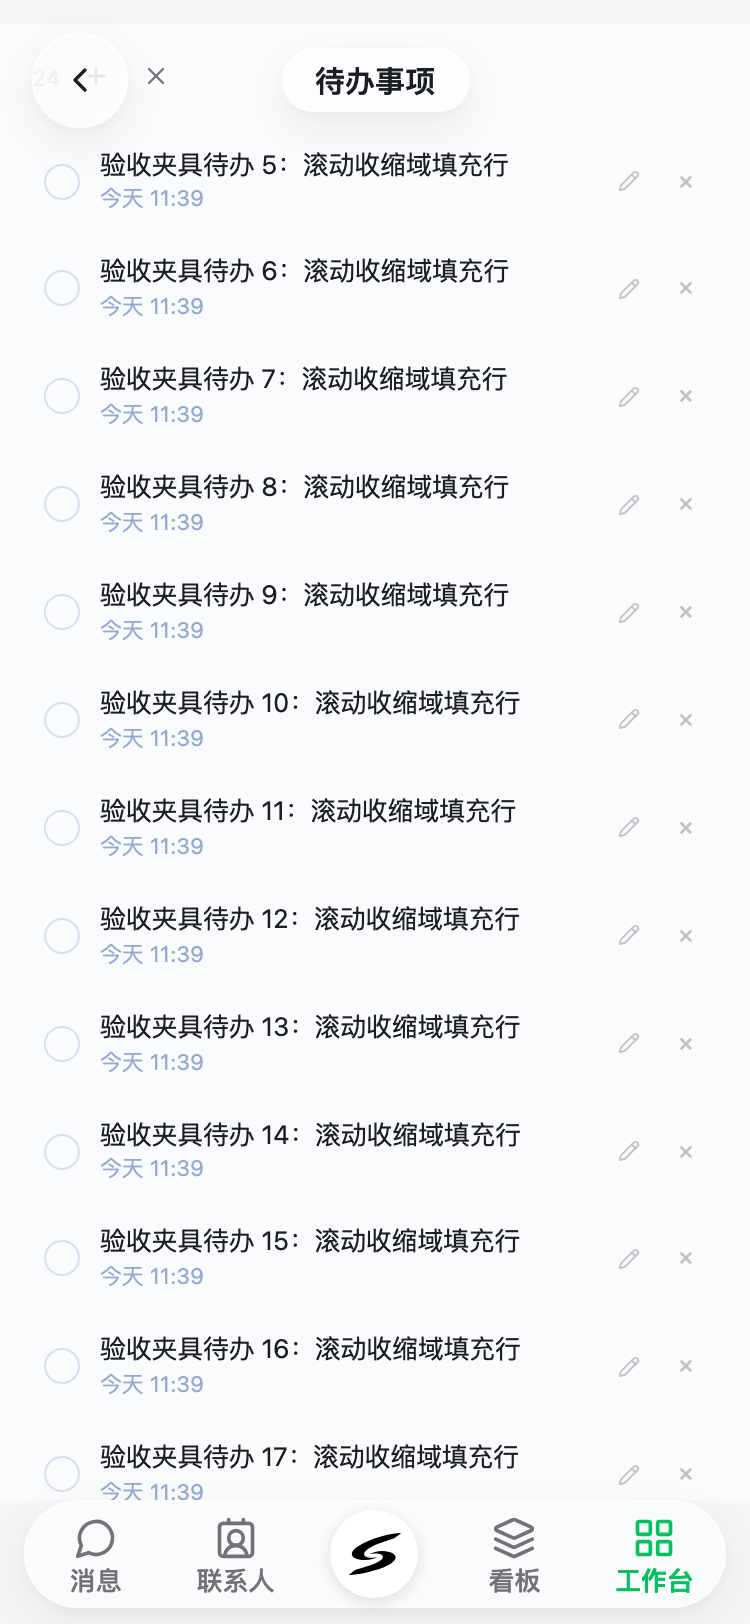 24
待办事项
验收夹具待办 5：滚动收缩域填充行
今天 11:39
验收夹具待办 6：滚动收缩域填充行
今天 11:39
验收夹具待办 7：滚动收缩域填充行
今天 11:39
验收夹具待办 8：滚动收缩域填充行
今天 11:39
验收夹具待办 9：滚动收缩域填充行
今天 11:39
验收夹具待办 10：滚动收缩域填充行
今天 11:39
验收夹具待办 11：滚动收缩域填充行
今天 11:39
验收夹具待办 12：滚动收缩域填充行
今天 11:39
验收夹具待办 13：滚动收缩域填充行
今天 11:39
验收夹具待办 14：滚动收缩域填充行
今天 11:39
验收夹具待办 15：滚动收缩域填充行
今天 11:39
验收夹具待办 16：滚动收缩域填充行
今天 11:39
验收夹具待办 17：滚动收缩域填充行
今天 11:39
消息 联系人 看板 工作台